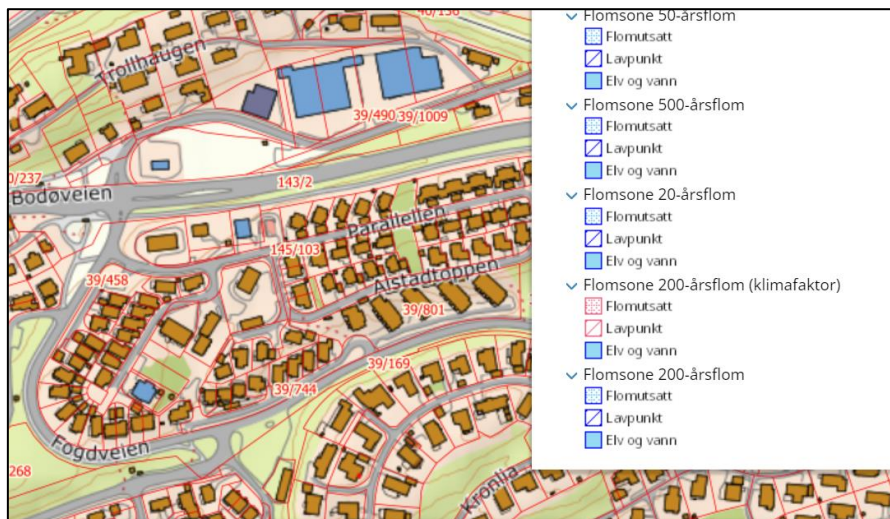 Trollhaugen
39/490
39/1009
143/2
Bodøveien
Parallellen
145/103
39/458
Alstadtoppen
39/801
39/169
39/744
Fogdveien
268
Kronlia
Flomsone 50-årsflom
Flomutsatt
Lavpunkt
Elv og vann
Flomsone 500-årsflom
Flomutsatt
Lavpunkt
Elv og vann
Flomsone 20-årsflom
Flomutsatt
Lavpunkt
Elv og vann
Flomsone 200-årsflom (klimafaktor)
Flomutsatt
Lavpunkt
Elv og vann
Flomsone 200-årsflom
Flomutsatt
Lavpunkt
Elv og vann